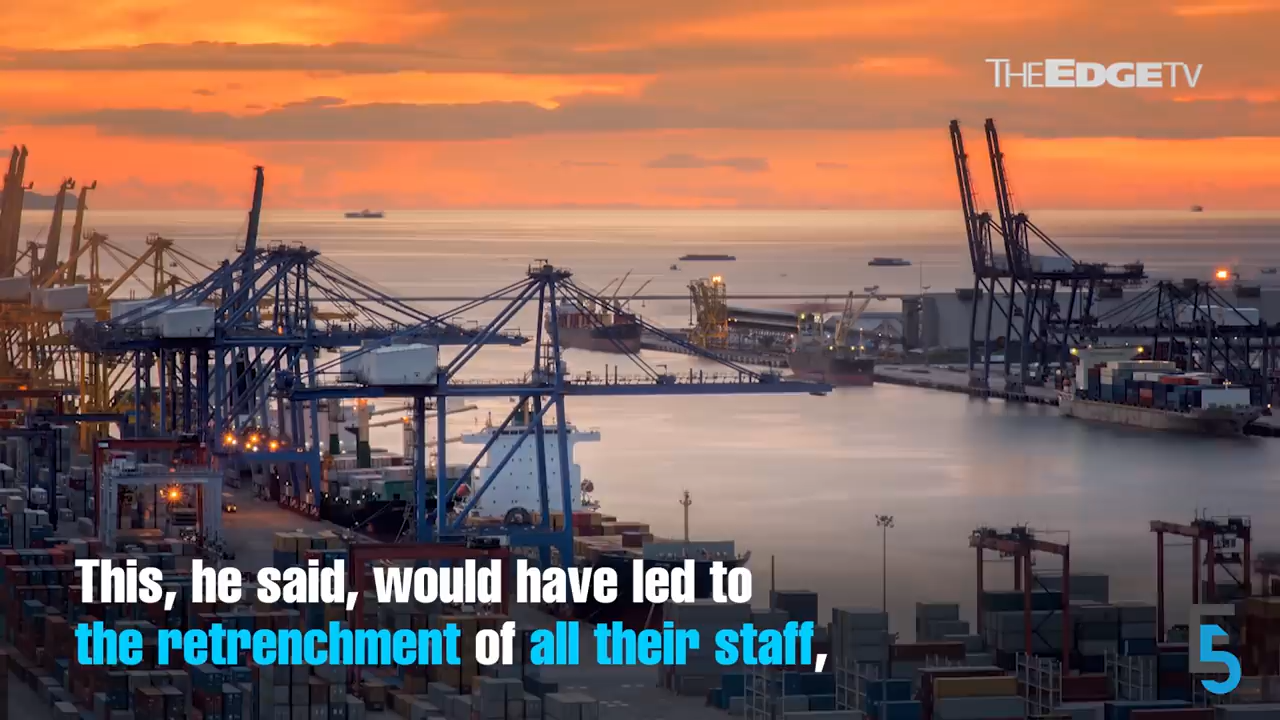 THEEDGETV
This, he said, would have led to
the retrenchment of all their staff,
5